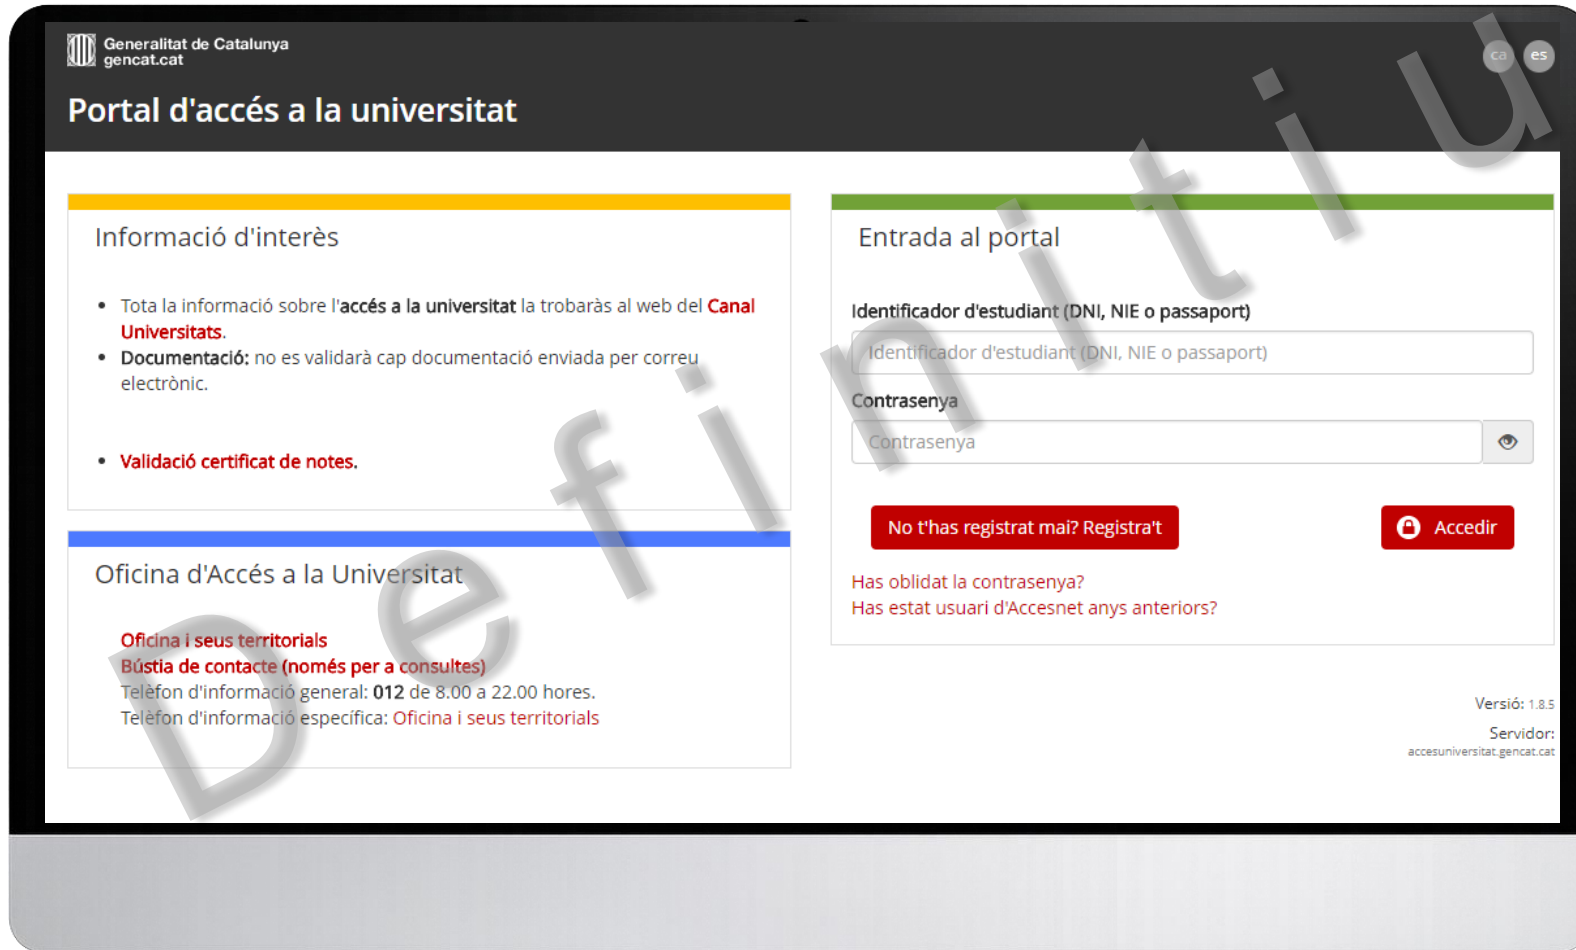 Generalitat de Catalunya
gencat.cat
ca es
Portal d'accés a la universitat
Informació d'interès
• Tota la informació sobre l'accés a la universitat la trobaràs al web del Canal
Universitats.
• Documentació: no es validarà cap documentació enviada per correu
electrònic.
• Validació certificat de notes.
Oficina d'Accés a la Universitat
Oficina i seus territorials
Bústia de contacte (només per a consultes)
Telèfon d'informació general: 012 de 8.00 a 22.00 hores.
Telèfon d'informació específica: Oficina i seus territorials
Entrada al portal
Identificador d'estudiant (DNI, NIE o passaport)
Identificador d'estudiant (DNI, NIE o passaport)
Contrasenya
Contrasenya
No t'has registrat mai? Registra't
Accedir
Has oblidat la contrasenya?
Has estat usuari d'Accesnet anys anteriors?
Versió: 1.8.5
Servidor:
accesuniversitat.gencat.cat
Definitiu